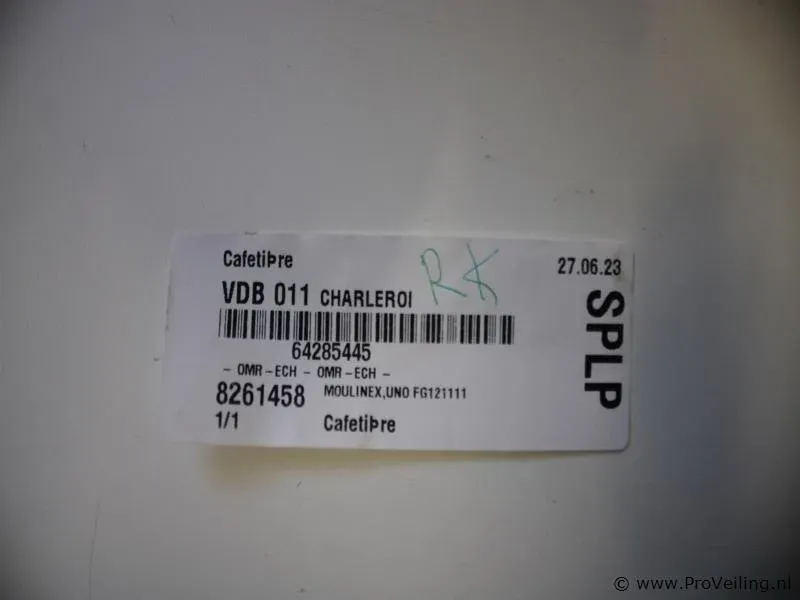 CafetiÞre
RK
27.06.23
VDB 011 CHARLEROI
64285445
- OMR-ECH - OMR-ECH -
8261458 MOULINEX,UNO FG121111
1/1 CafetiÞre
SPLP
© www.ProVeiling.nl